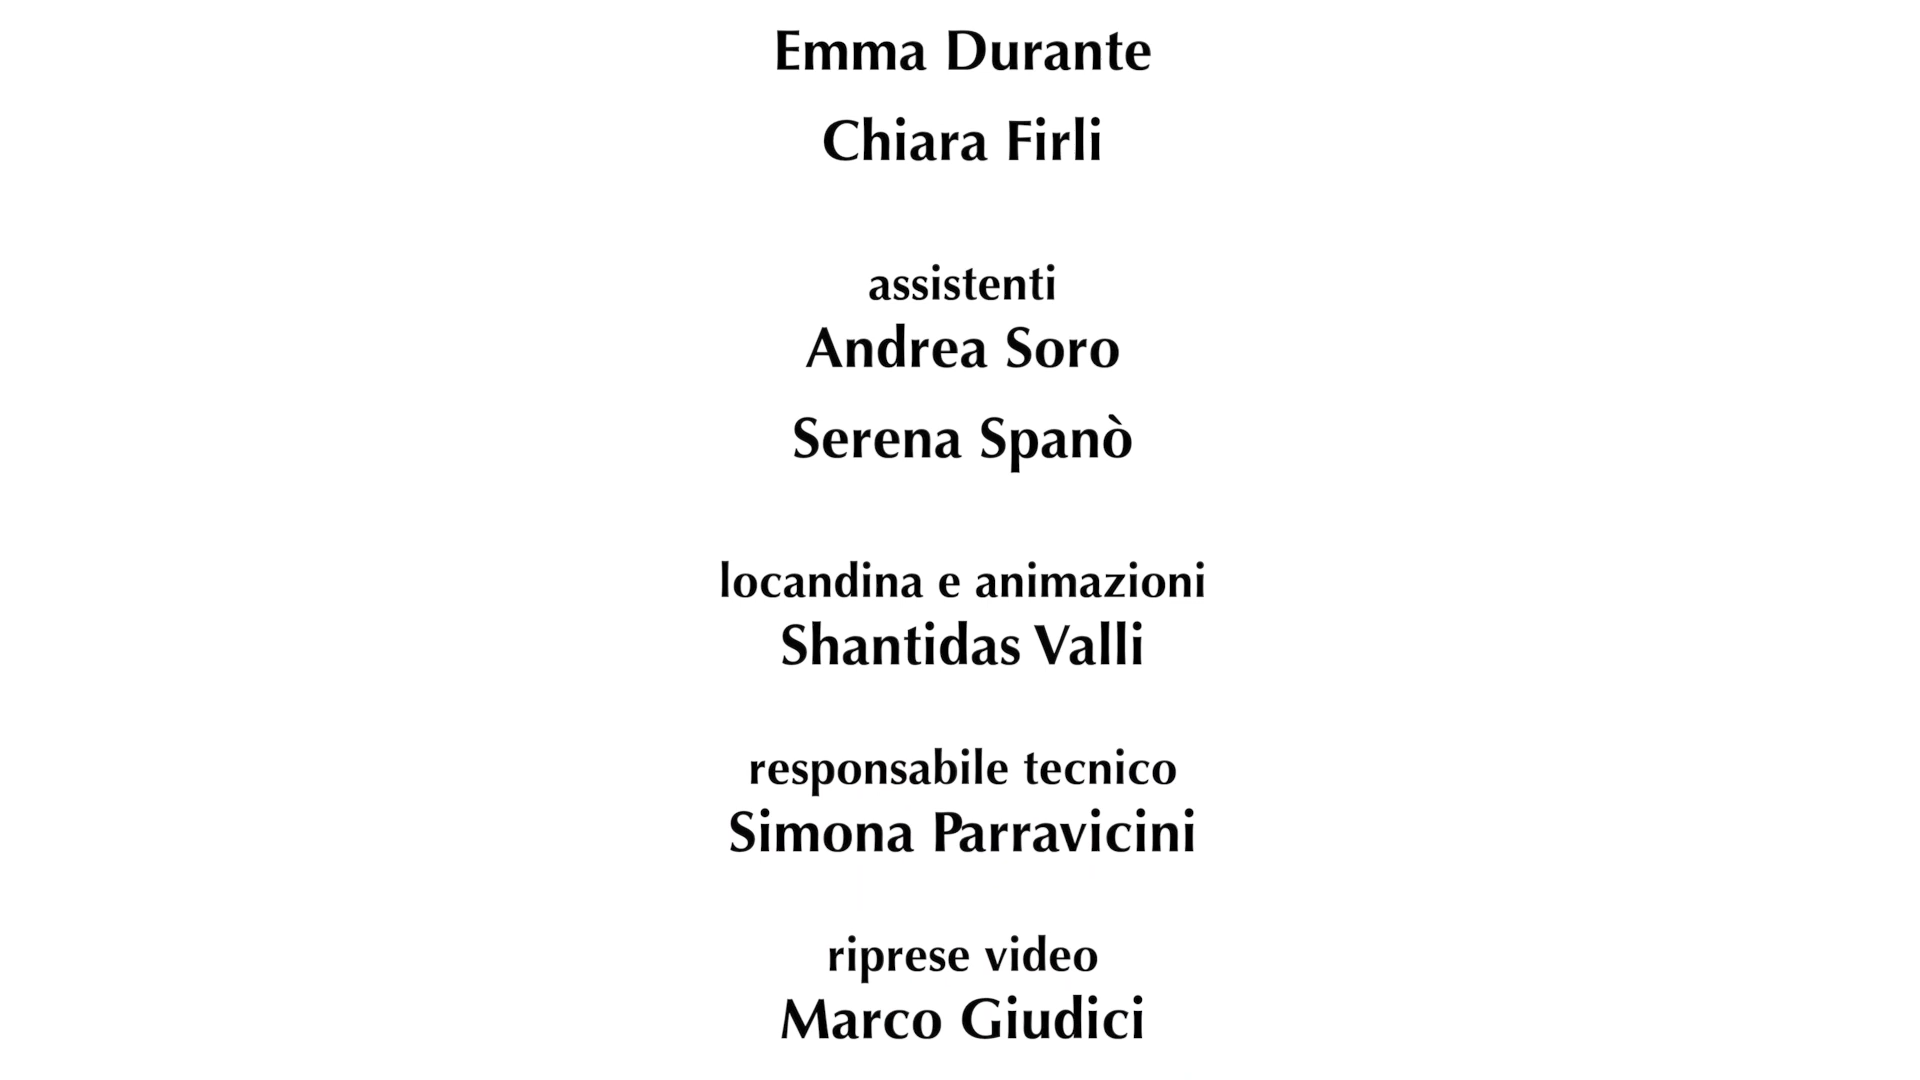 Emma Durante
Chiara Firli
assistenti
Andrea Soro
Serena Spanò
locandina e animazioni
Shantidas Valli
responsabile tecnico
Simona Parravicini
riprese video
Marco Giudici